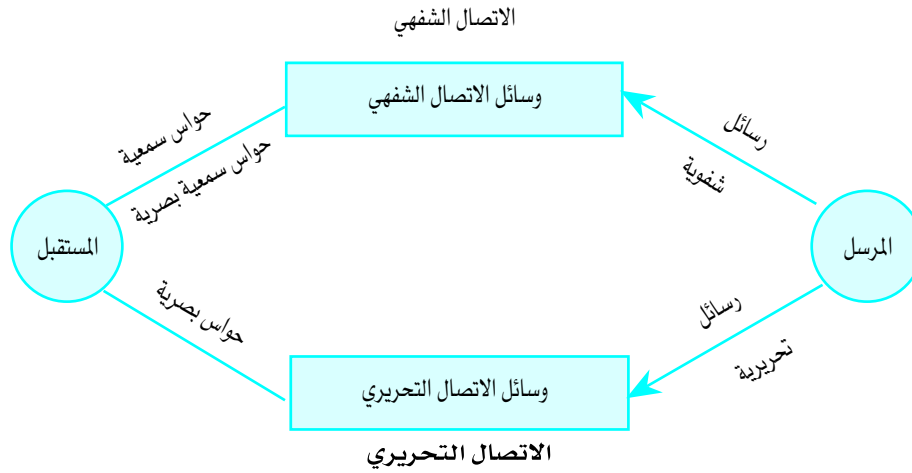 الاتصال الشفهي
وسائل الاتصال الشفهي
رسائل
شفوية
حواس سمعية
حواس سمعية بصرية
المرسل
المستقبل
رسائل
تحريرية
حواس بصرية
وسائل الاتصال التحريري
الاتصال التحريري